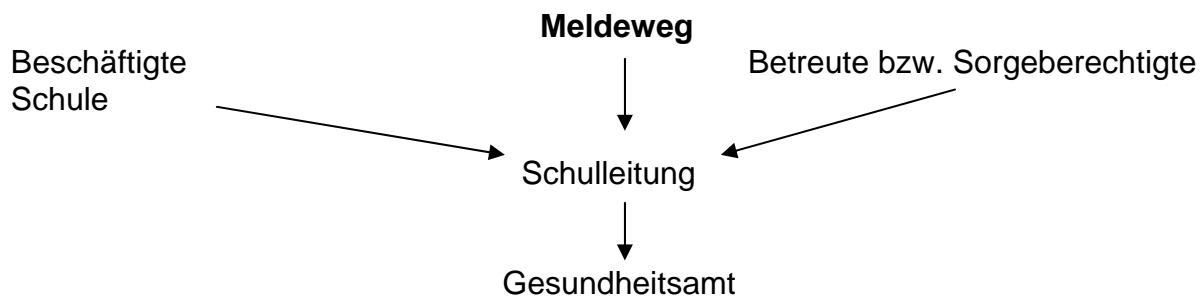 Meldeweg
Beschäftigte
Schule
Betreute bzw. Sorgeberechtigte
Schulleitung
Gesundheitsamt